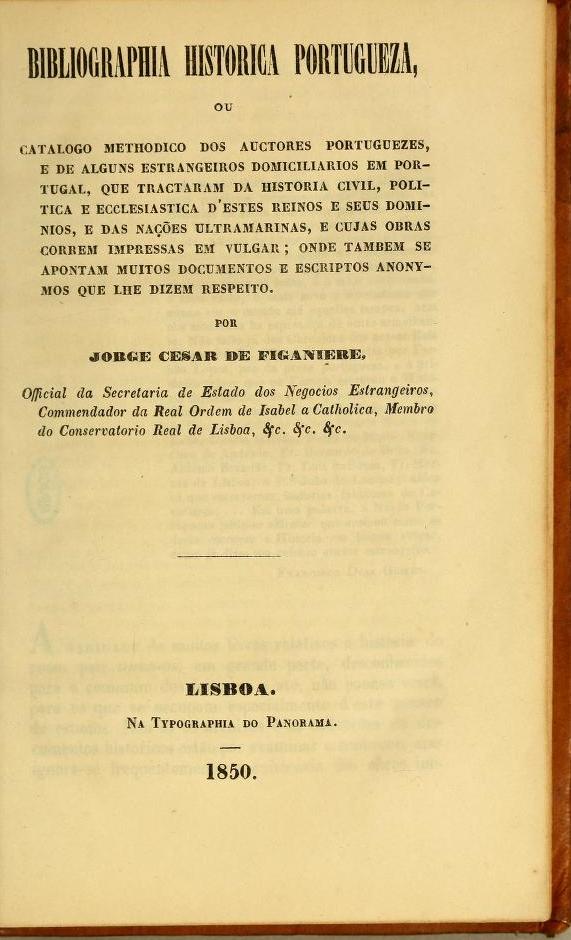 BIBLIOGRAPHIA HISTORICA PORTUGUEZA,
OU
CATALOGO METHODICO DOS AUCTORES PORTUGUEZES,
E DE ALGUNS ESTRANGEIROS DOMICILIARIOS EM POR-
TUGAL, QUE TRACTARAM DA HISTORIA CIVIL, POLI-
TICA E ECCLESIASTICA D'ESTES REINOS E SEUS DOMI-
NIOS, E DAS NAÇÕES ULTRAMARINAS, E CUJAS OBRAS
CORREM IMPRESSAS EM VULGAR; ONDE TAMBEM SE
APONTAM MUITOS DOCUMENTOS E ESCRIPTOS ANONY-
MOS QUE LHE DIZEM RESPEITO.
POR
JORGE CESAR DE FIGANIERE,
Official da Secretaria de Estado dos Negocios Estrangeiros,
Commendador da Real Ordem de Isabel a Catholica, Membro
do Conservatorio Real de Lisboa, &c. &c. &c.
LISBOA.
NA TYPOGRAPHIA DO PANORAMA.
1850.